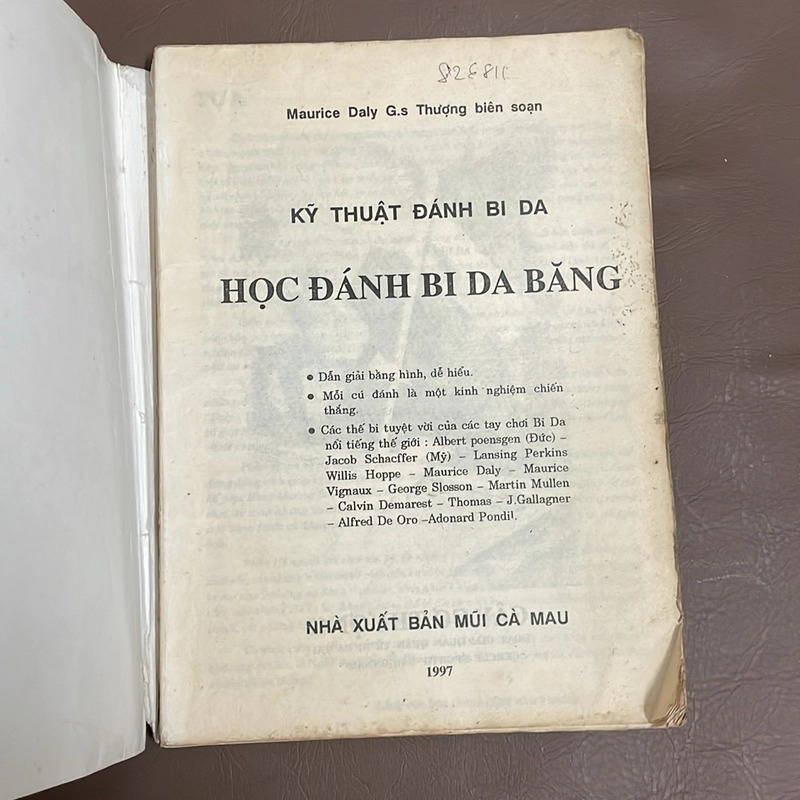 Maurice Daly G.s Thượng biên soạn
KỸ THUẬT ĐÁNH BI DA
HỌC ĐÁNH BI DA BĂNG
● Dẫn giải bằng hình, dễ hiểu.
● Mỗi cú đánh là một kinh nghiệm chiến
thắng.
● Các thế bi tuyệt vời của các tay chơi Bi Da
nổi tiếng thế giới : Albert poensgen (Đức) –
Jacob Schacffer (Mỹ) – Lansing Perkins
Willis Hoppe – Maurice Daly – Maurice
Vignaux – George Slosson – Martin Mullen
– Calvin Demarest – Thomas – J.Gallagner
– Alfred De Oro –Adonard Pondil.
NHÀ XUẤT BẢN MŨI CÀ MAU
1997